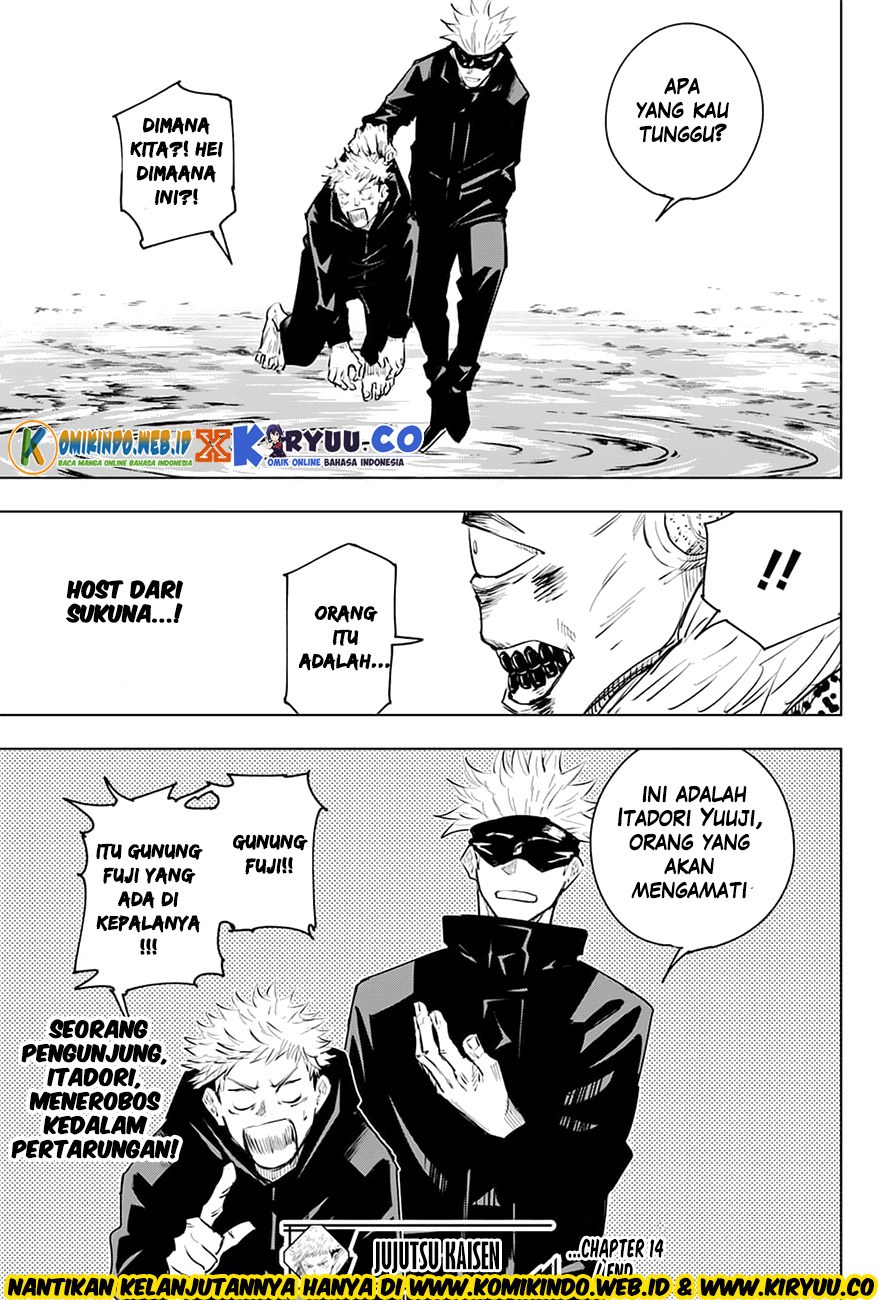 APA
YANG KAU
TUNGGU?
DIMANA
KITA?! HEI
DIMAANA
INI?!
KOMIKINDO.WEB.ID X KIRYUU.CO
BACA MANGA ONLINE BAHASA INDONESIA
KOMIK ONLINE BAHASA INDONESIA
!!
ORANG
ITU
ADALAH...
HOST DARI
SUKUNA...!
INI ADALAH
ITADORI YUUJI,
ORANG YANG
AKAN
MENGAMATI
GUNUNG
FUJI!!
ITU GUNUNG
FUJI YANG
ADA DI
KEPALANYA
!!!
SEORANG
PENGUNJUNG,
ITADORI,
MENEROBOS
KEDALAM
PERTARUNGAN!
JUJUTSU KAISEN
...CHAPTER 14
/ END
NANTIKAN KELANJUTANNYA HANYA DI WWW.KOMIKINDO.WEB.ID & WWW.KIRYUU.CO